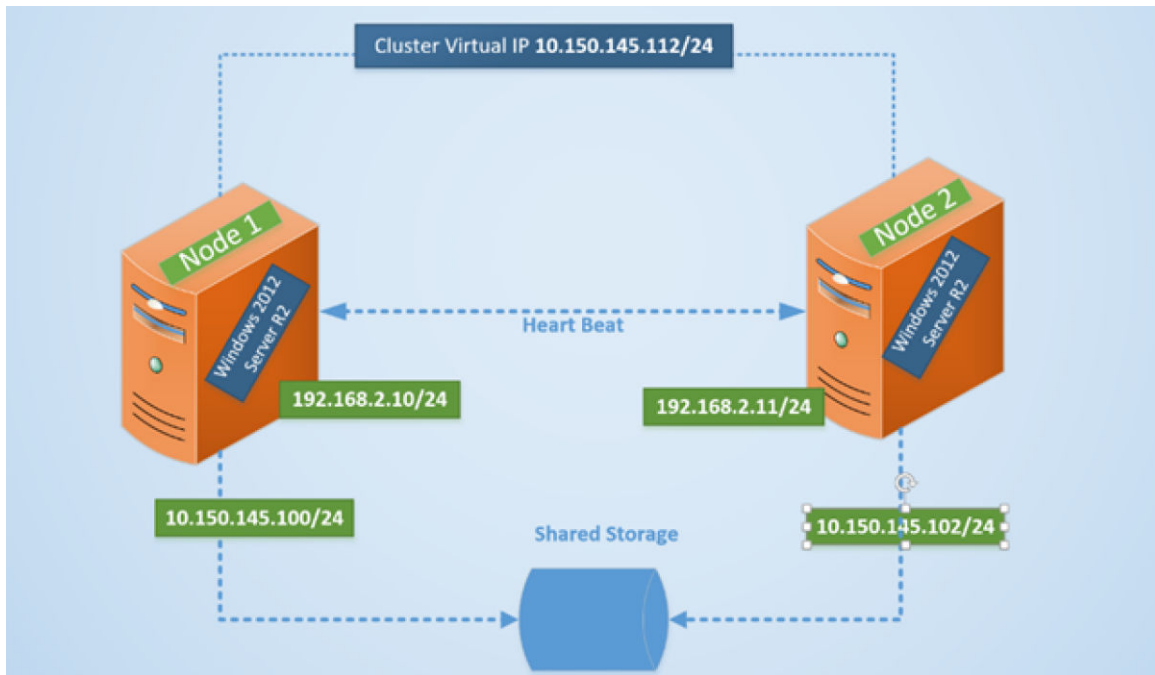 Cluster Virtual IP 10.150.145.112/24
Node 1
Windows 2012
Server R2
Node 2
Windows 2012
Server R2
Heart Beat
192.168.2.10/24
192.168.2.11/24
10.150.145.100/24
10.150.145.102/24
Shared Storage